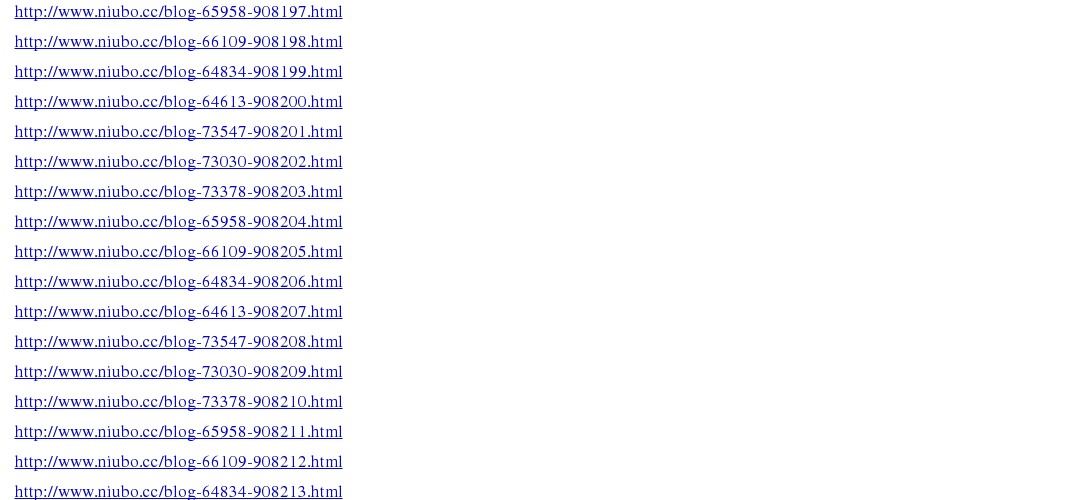 http://www.niubo.cc/blog-65958-908197.html
http://www.niubo.cc/blog-66109-908198.html
http://www.niubo.cc/blog-64834-908199.html
http://www.niubo.cc/blog-64613-908200.html
http://www.niubo.cc/blog-73547-908201.html
http://www.niubo.cc/blog-73030-908202.html
http://www.niubo.cc/blog-73378-908203.html
http://www.niubo.cc/blog-65958-908204.html
http://www.niubo.cc/blog-66109-908205.html
http://www.niubo.cc/blog-64834-908206.html
http://www.niubo.cc/blog-64613-908207.html
http://www.niubo.cc/blog-73547-908208.html
http://www.niubo.cc/blog-73030-908209.html
http://www.niubo.cc/blog-73378-908210.html
http://www.niubo.cc/blog-65958-908211.html
http://www.niubo.cc/blog-66109-908212.html
http://www.niubo.cc/blog-64834-908213.html